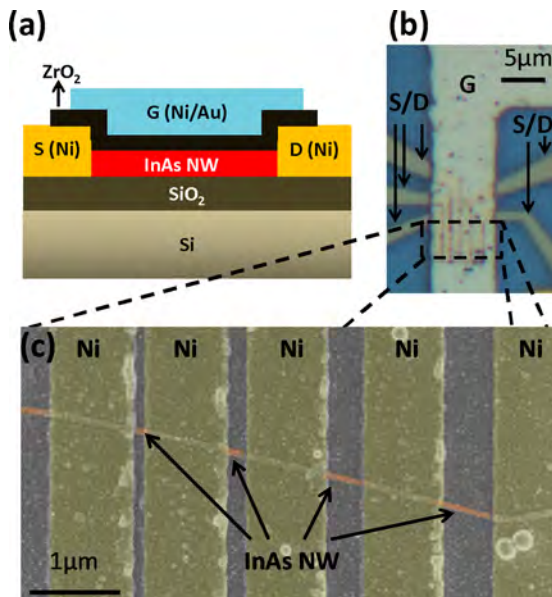 (a)
ZrO₂
G (Ni/Au)
S (Ni)
D (Ni)
InAs NW
SiO₂
Si
(b)
5μm
G
S/D
S/D
(c)
Ni
Ni
Ni
Ni
Ni
InAs NW
1μm